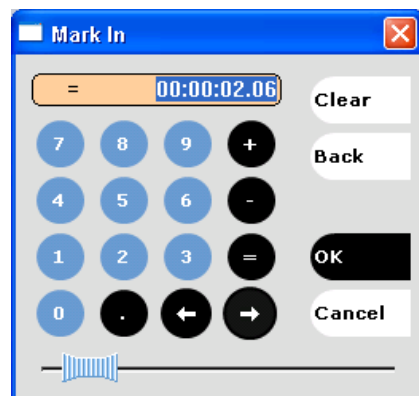 Mark In
= 00:00:02.06
Clear
7 8 9 +
Back
4 5 6 -
1 2 3 = OK
0 . ← → Cancel